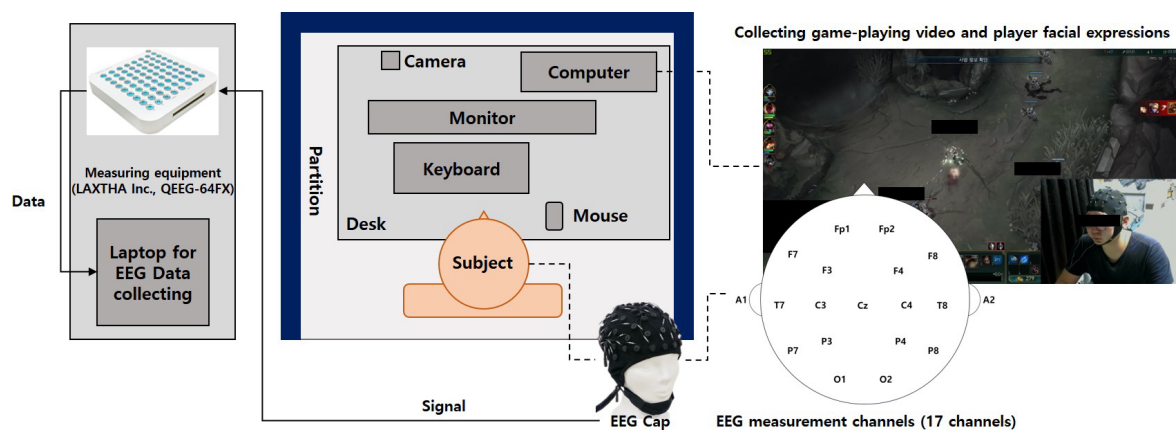 Collecting game-playing video and player facial expressions
Camera
Computer
Monitor
Keyboard
Partition
Mouse
Desk
Subject
Measuring equipment
(LAXTHA Inc., QEEG-64FX)
Data
Laptop for
EEG Data
collecting
Signal
EEG Cap
Fp1 Fp2
F7 F8
F3 F4
A1 T7 C3 Cz C4 T8 A2
P3 P4
P7 P8
O1 O2
EEG measurement channels (17 channels)